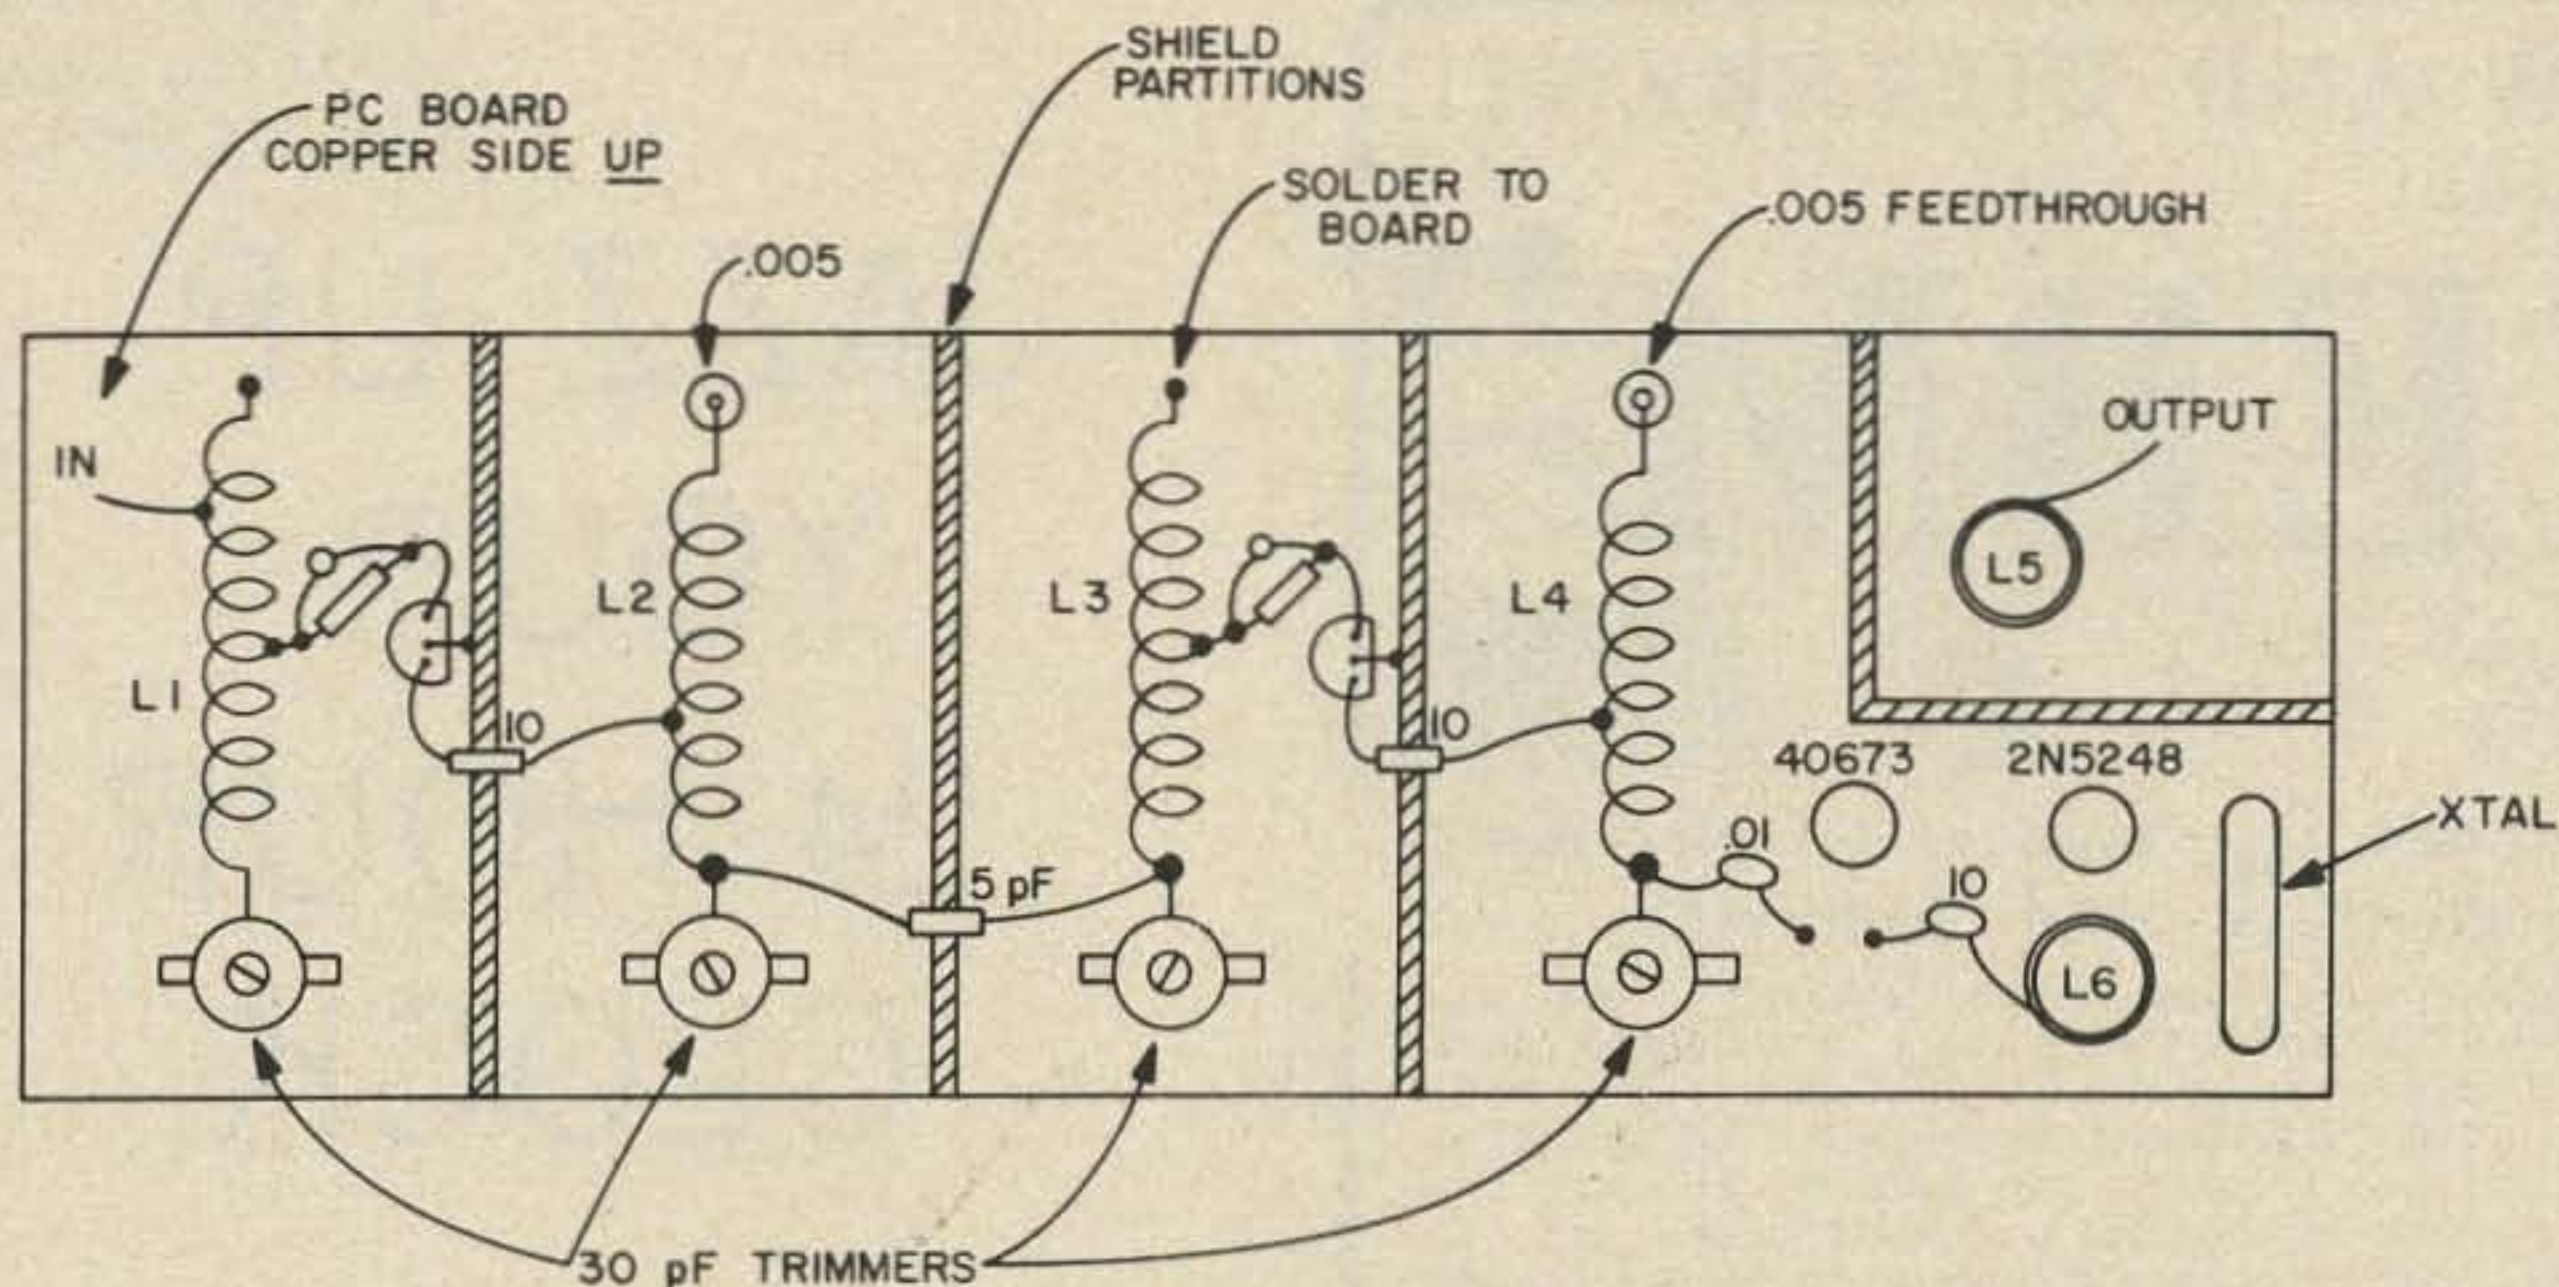 SHIELD
PARTITIONS
PC BOARD
COPPER SIDE UP
SOLDER TO
BOARD
.005 FEEDTHROUGH
.005
OUTPUT
IN
L5
L2
L3
L4
L1
10
10
40673
2N5248
XTAL
.01
5 pF
10
L6
30 pF TRIMMERS